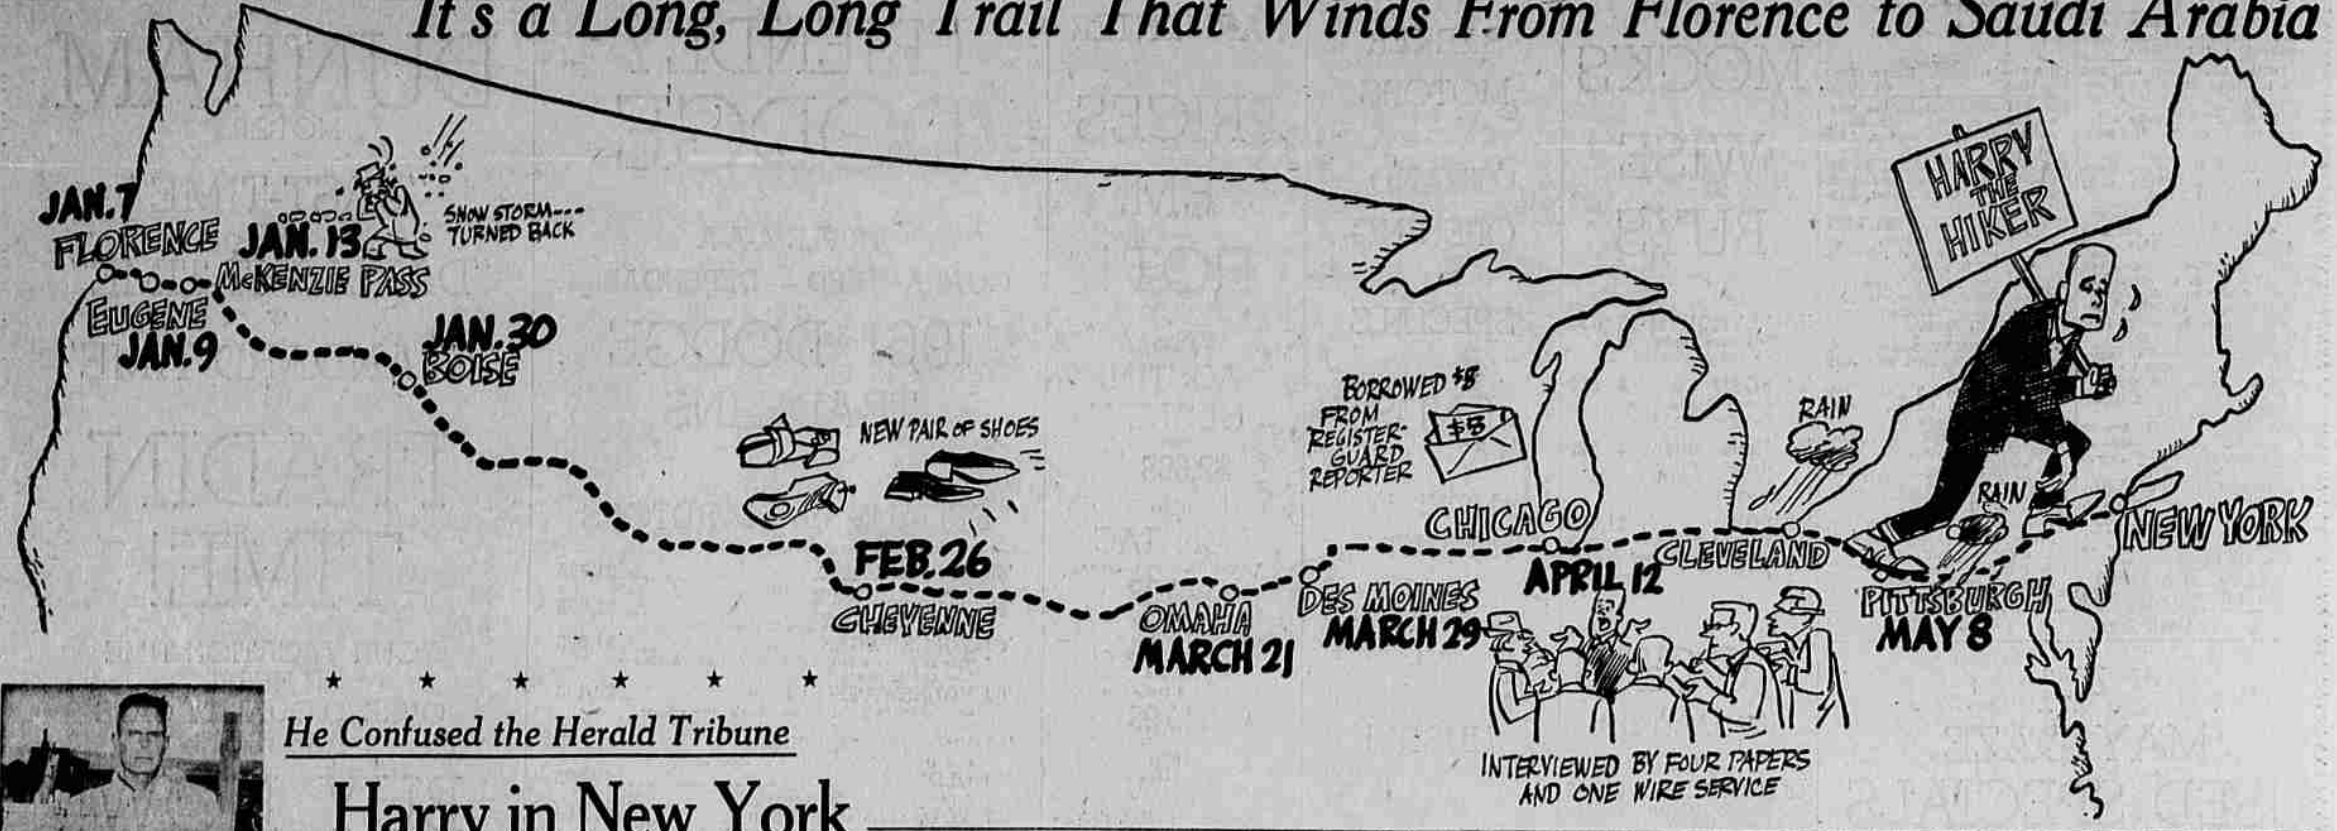 It's a Long, Long Trail That Winds From Florence to Saudi Arabia
HARRY
THE
HIKER
JAN. 7
FLORENCE
JAN. 13
McKENZIE PASS
SNOW STORM---
TURNED BACK
EUGENE
JAN. 9
JAN. 30
BOISE
NEW PAIR OF SHOES
FEB. 26
CHEYENNE
OMAHA
MARCH 21
DES MOINES
MARCH 29
BORROWED $5
FROM
REGISTER-
GUARD
REPORTER
$5
CHICAGO
APRIL 12
INTERVIEWED BY FOUR PAPERS
AND ONE WIRE SERVICE
RAIN
CLEVELAND
RAIN
PITTSBURGH
MAY 8
NEW YORK
He Confused the Herald Tribune
Harry in New York